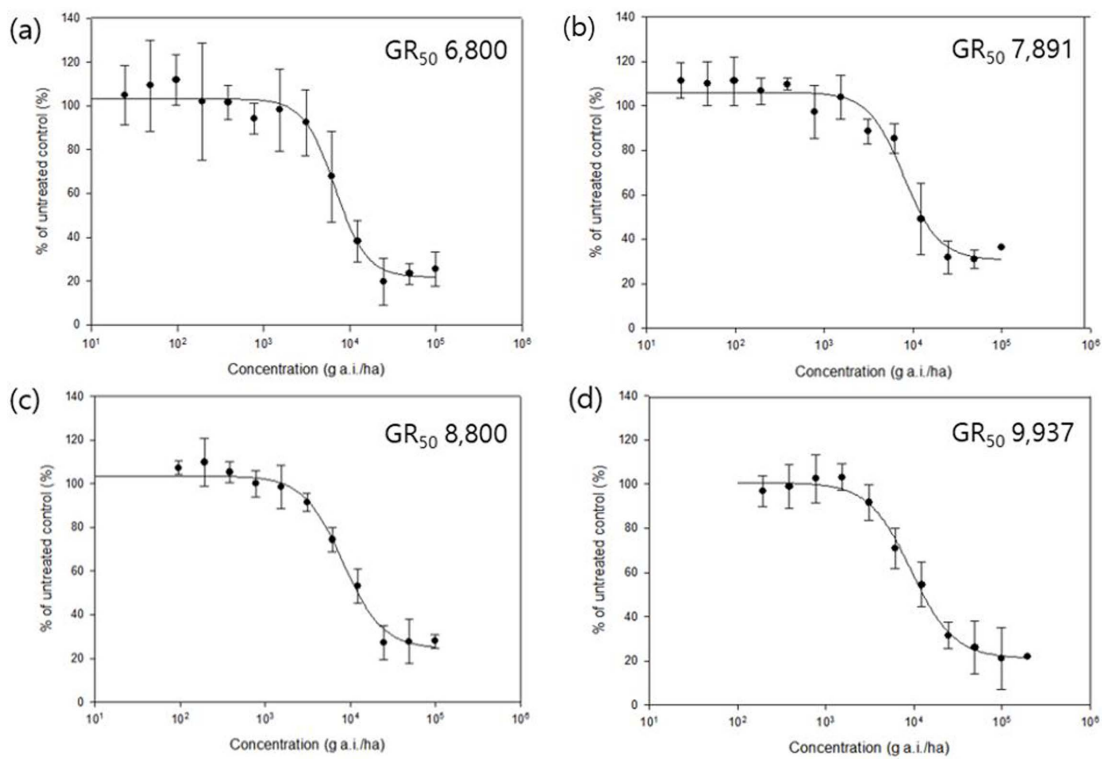 (a)
GR50 6,800
140
120
100
80
60
40
20
0
% of untreated control (%)
10¹ 10² 10³ 10⁴ 10⁵ 10⁶
Concentration (g a.i./ha)
(b)
GR50 7,891
140
120
100
80
60
40
20
0
% of untreated control (%)
10¹ 10² 10³ 10⁴ 10⁵ 10⁶
Concentration (g a.i./ha)
(c)
GR50 8,800
140
120
100
80
60
40
20
0
% of untreated control (%)
10¹ 10² 10³ 10⁴ 10⁵ 10⁶
Concentration (g a.i./ha)
(d)
GR50 9,937
140
120
100
80
60
40
20
0
% of untreated control (%)
10¹ 10² 10³ 10⁴ 10⁵ 10⁶
Concentration (g a.i./ha)